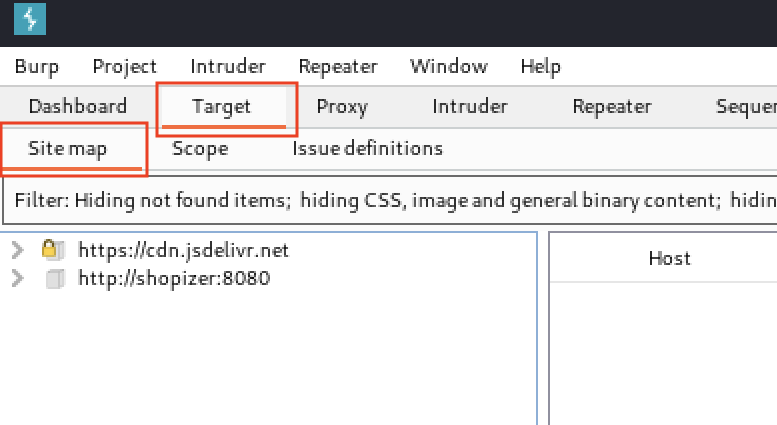 Burp Project Intruder Repeater Window Help
Dashboard Target Proxy Intruder Repeater Sequer
Site map Scope Issue definitions
Filter: Hiding not found items; hiding CSS, image and general binary content; hidin
https://cdn.jsdelivr.net
Host
http://shopizer:8080